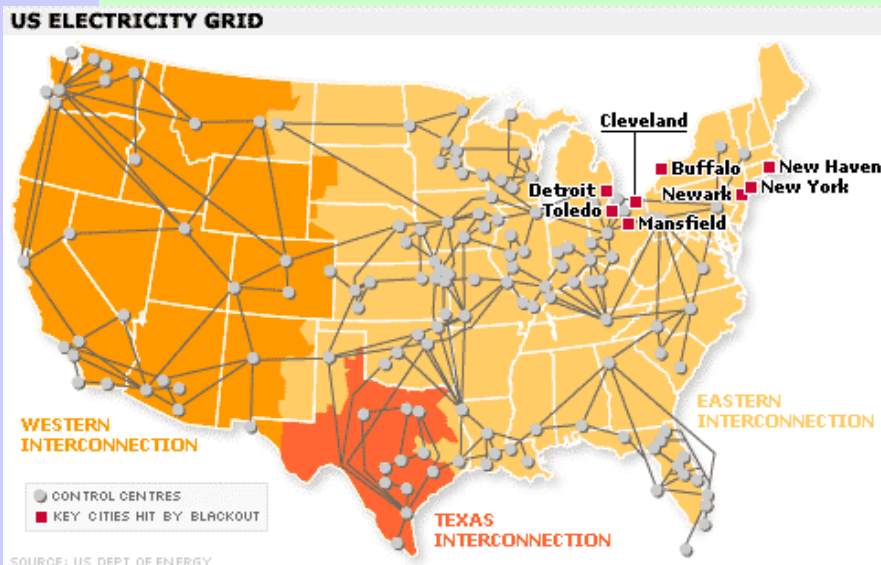 US ELECTRICITY GRID
Cleveland
Buffalo
New Haven
Detroit
Newark
New York
Toledo
Mansfield
WESTERN
INTERCONNECTION
EASTERN
INTERCONNECTION
CONTROL CENTRES
KEY CITIES HIT BY BLACKOUT
TEXAS
INTERCONNECTION
SOURCE: US DEPT OF ENERGY